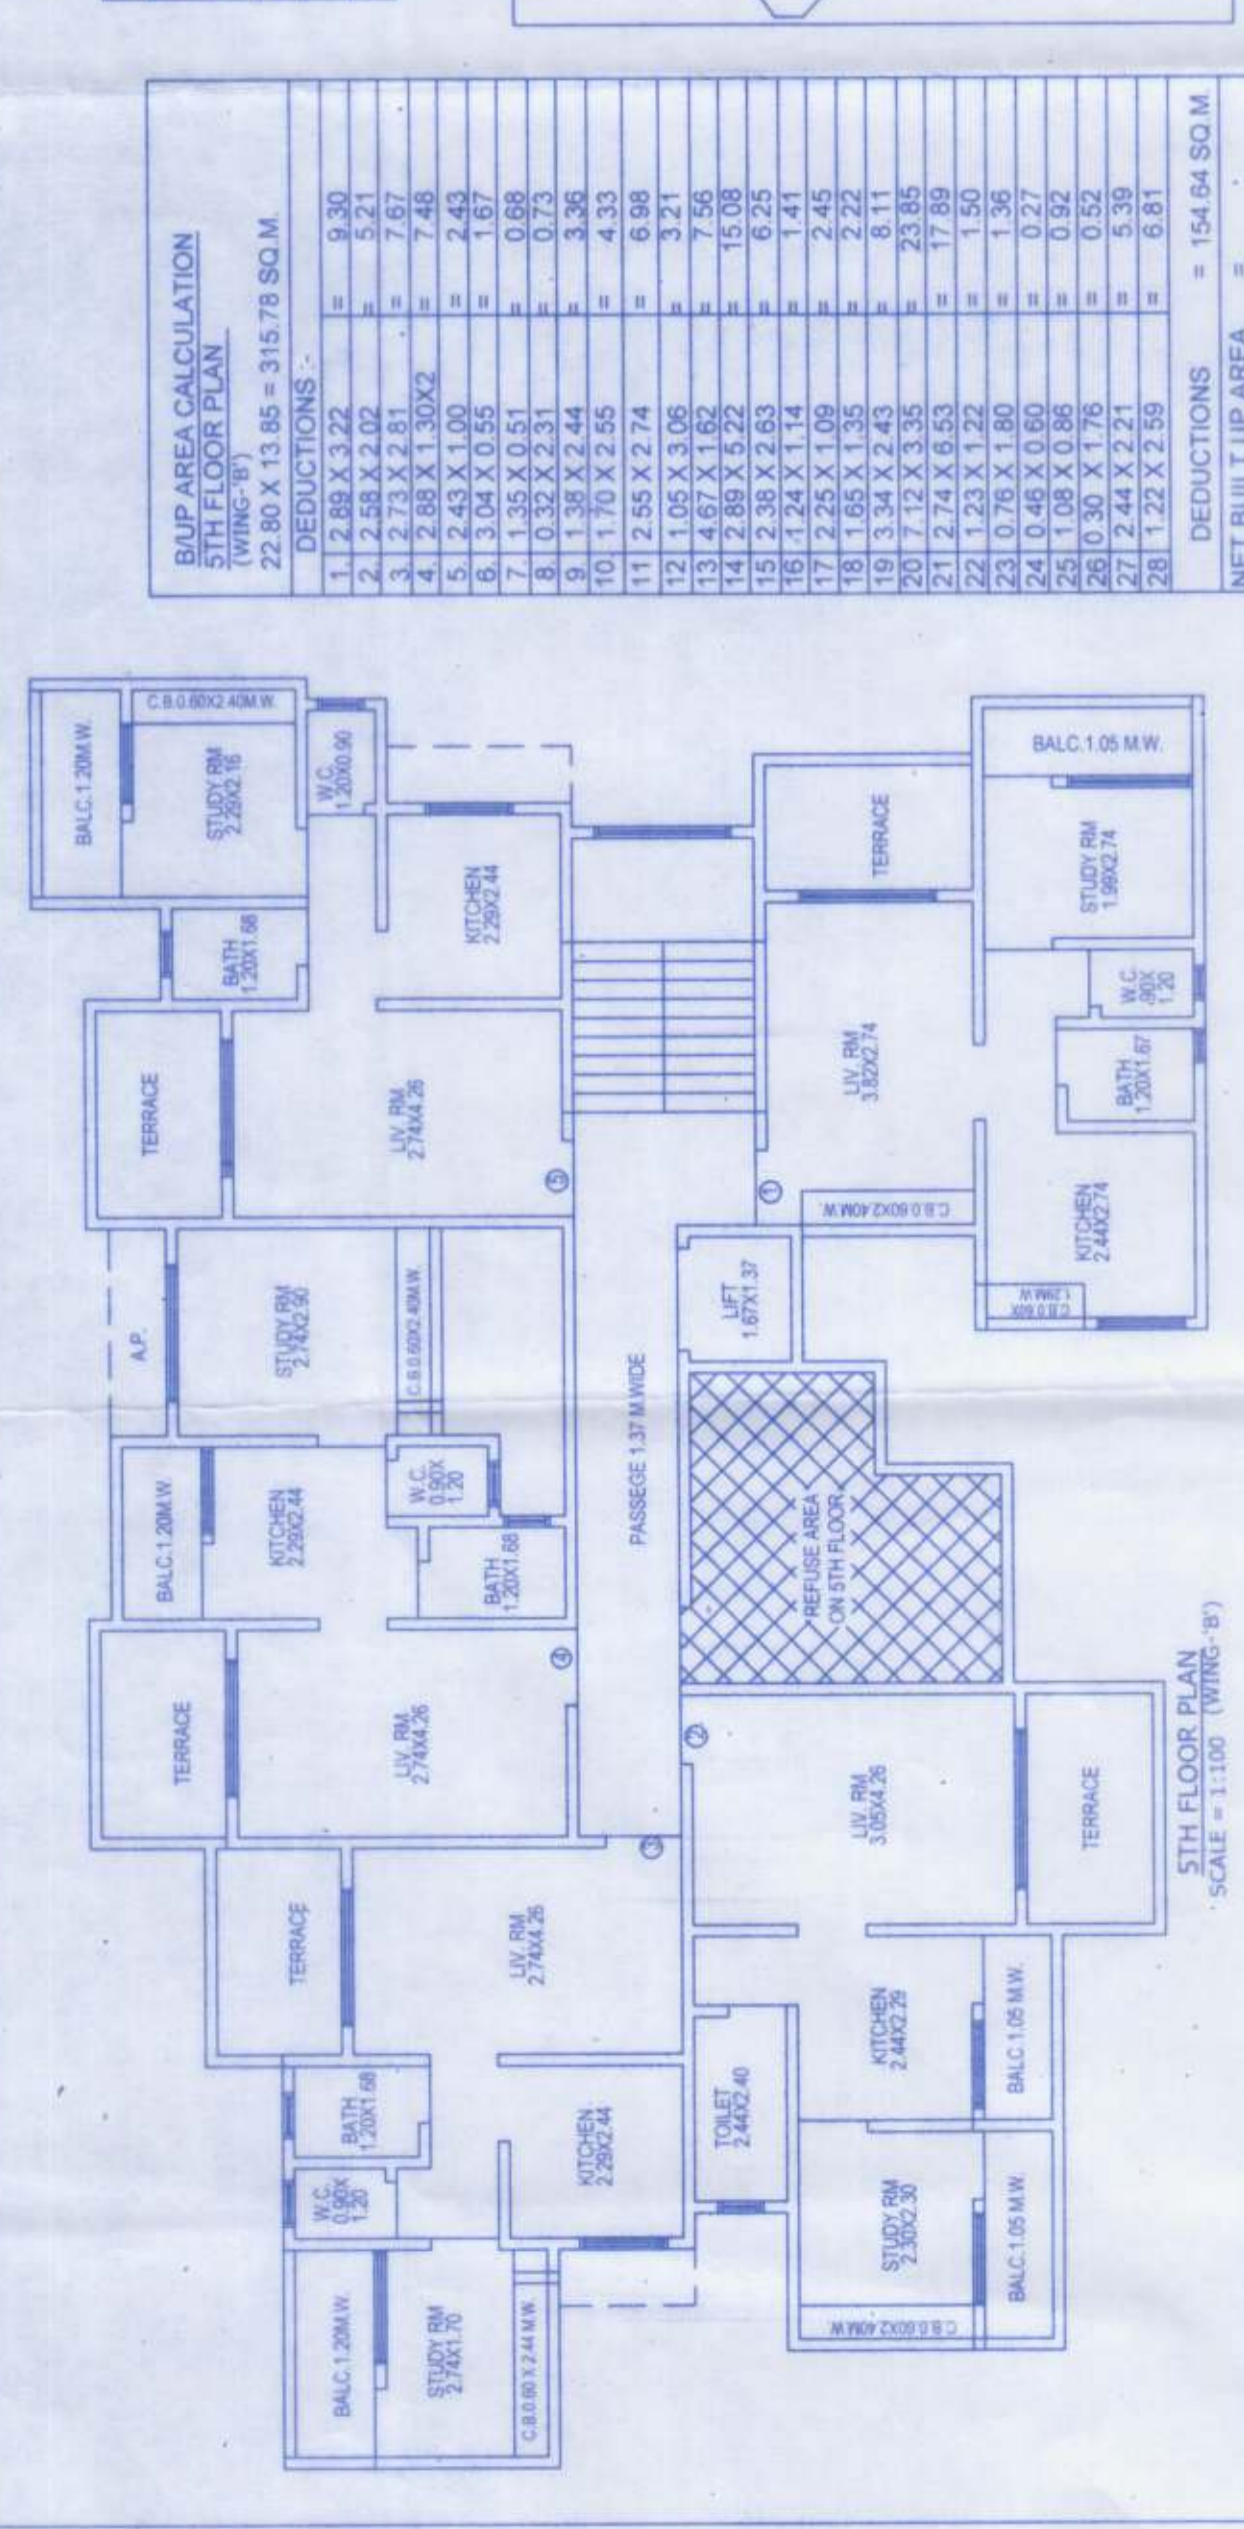 B/UP AREA CALCULATION
5TH FLOOR PLAN
(WING-'B')
22.80 X 13.85 = 315.78 SQ.M.
DEDUCTIONS :-
1. 2.89 X 3.22 = 9.30
2. 2.58 X 2.02 = 5.21
3. 2.73 X 2.81 = 7.67
4. 2.88 X 1.30X2 = 7.48
5. 2.43 X 1.00 = 2.43
6. 3.04 X 0.55 = 1.67
7. 1.35 X 0.51 = 0.68
8. 0.32 X 2.31 = 0.73
9. 1.38 X 2.44 = 3.36
10. 1.70 X 2.55 = 4.33
11 2.55 X 2.74 = 6.98
12 1.05 X 3.06 = 3.21
13 4.67 X 1.62 = 7.56
14 2.89 X 5.22 = 15.08
15 2.38 X 2.63 = 6.25
16 1.24 X 1.14 = 1.41
17 2.25 X 1.09 = 2.45
18 1.65 X 1.35 = 2.22
19 3.34 X 2.43 = 8.11
20 7.12 X 3.35 = 23.85
21 2.74 X 6.53 = 17.89
22 1.23 X 1.22 = 1.50
23 0.76 X 1.80 = 1.36
24 0.46 X 0.60 = 0.27
25 1.08 X 0.86 = 0.92
26 0.30 X 1.76 = 0.52
27 2.44 X 2.21 = 5.39
28 1.22 X 2.59 = 6.81
DEDUCTIONS = 154.64 SQ.M.
NET BUILT UP AREA =
BALC.1.20M.W.
C.B.0.60X2.40M.W.
STUDY RM
2.29X2.16
W.C.
1.20X0.90
BATH
1.20X1.68
KITCHEN
2.29X2.44
TERRACE
LIV. RM
2.74X4.26
5
A.P.
STUDY RM
2.74X2.90
C.B.0.60X2.40M.W.
BALC.1.20M.W.
KITCHEN
2.29X2.44
W.C.
0.90X
1.20
BATH
1.20X1.68
TERRACE
LIV. RM
2.74X4.26
4
TERRACE
LIV. RM
2.74X4.26
3
BATH
1.20X1.68
W.C.
0.90X
1.20
KITCHEN
2.29X2.44
BALC.1.20M.W.
STUDY RM
2.74X1.70
C.B.0.60 X 2.44 M.W.
PASSEGE 1.37 M.WIDE
LIFT
1.67X1.37
REFUSE AREA
ON 5TH FLOOR
TERRACE
LIV. RM
3.82X2.74
1
C.B.0.60X2.40M.W.
BALC.1.05 M.W.
STUDY RM
1.99X2.74
W.C.
.90X
1.20
BATH
1.20X1.67
KITCHEN
2.44X2.74
C.B.0.60X
1.29M.W
2
LIV. RM
3.05X4.26
TERRACE
KITCHEN
2.44X2.29
BALC.1.05 M.W.
TOILET
2.44X2.40
STUDY RM
2.30X2.30
BALC.1.05 M.W.
C.B.0.60X2.40M.W.
5TH FLOOR PLAN
SCALE = 1:100 (WING-'B')